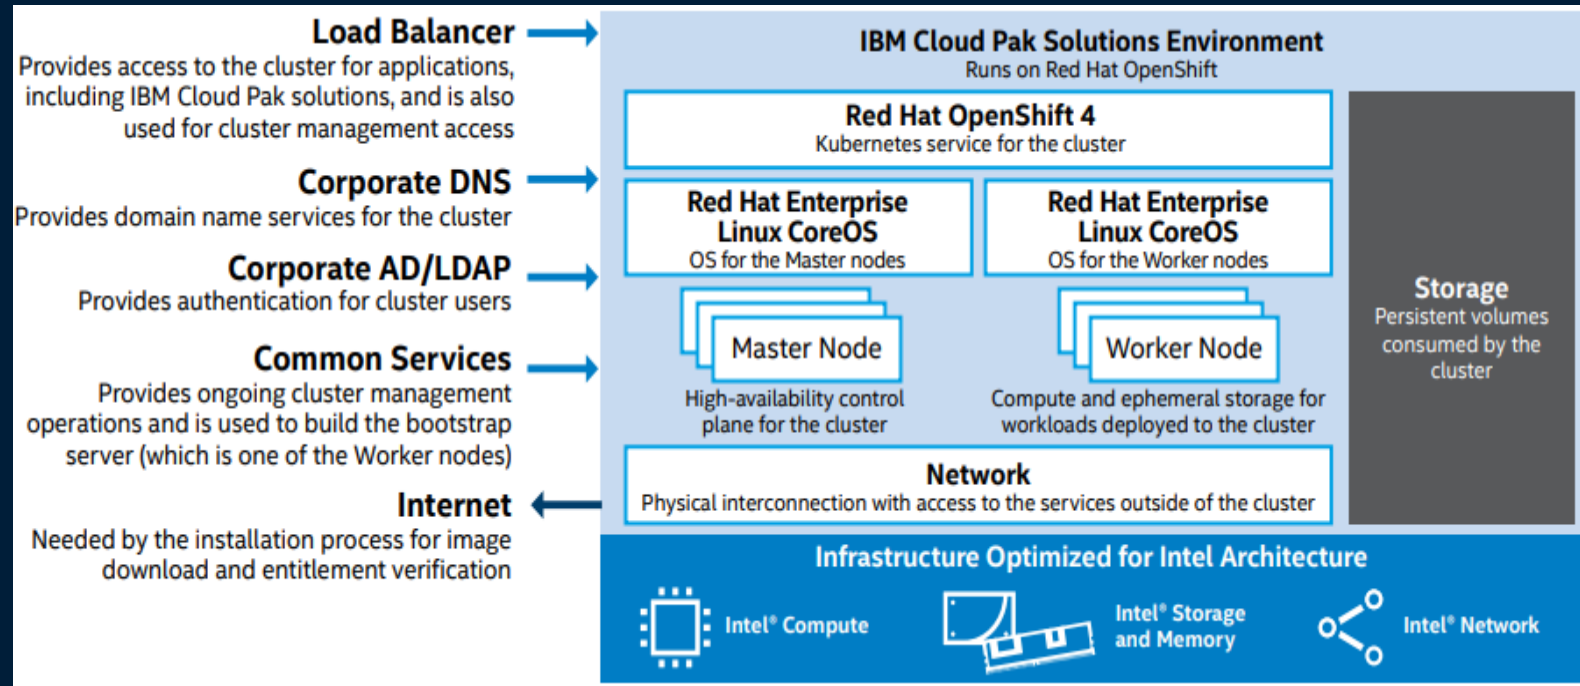 Load Balancer
Provides access to the cluster for applications,
including IBM Cloud Pak solutions, and is also
used for cluster management access
Corporate DNS
Provides domain name services for the cluster
Corporate AD/LDAP
Provides authentication for cluster users
Common Services
Provides ongoing cluster management
operations and is used to build the bootstrap
server (which is one of the Worker nodes)
Internet
Needed by the installation process for image
download and entitlement verification
IBM Cloud Pak Solutions Environment
Runs on Red Hat OpenShift
Red Hat OpenShift 4
Kubernetes service for the cluster
Red Hat Enterprise
Linux CoreOS
OS for the Master nodes
Red Hat Enterprise
Linux CoreOS
OS for the Worker nodes
Master Node
High-availability control
plane for the cluster
Worker Node
Compute and ephemeral storage for
workloads deployed to the cluster
Network
Physical interconnection with access to the services outside of the cluster
Storage
Persistent volumes
consumed by the
cluster
Infrastructure Optimized for Intel Architecture
Intel® Compute
Intel® Storage
and Memory
Intel® Network